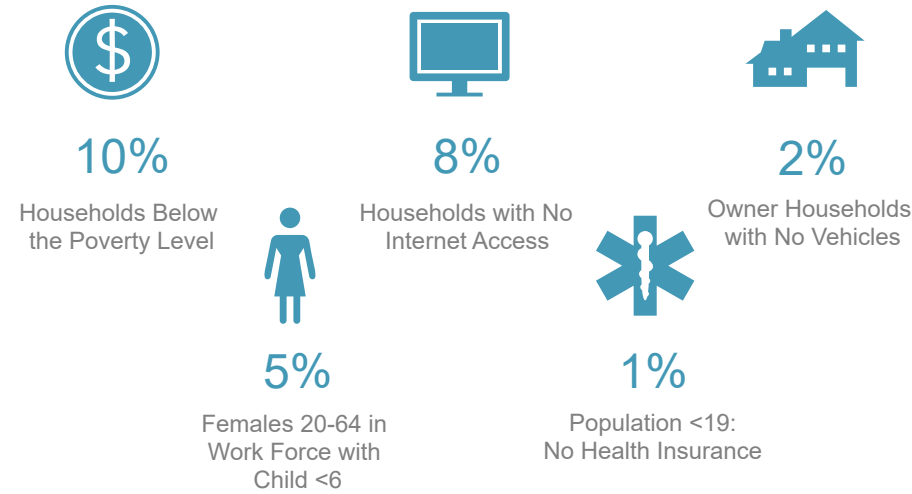 $
10%
Households Below
the Poverty Level
8%
Households with No
Internet Access
2%
Owner Households
with No Vehicles
5%
Females 20-64 in
Work Force with
Child <6
1%
Population <19:
No Health Insurance